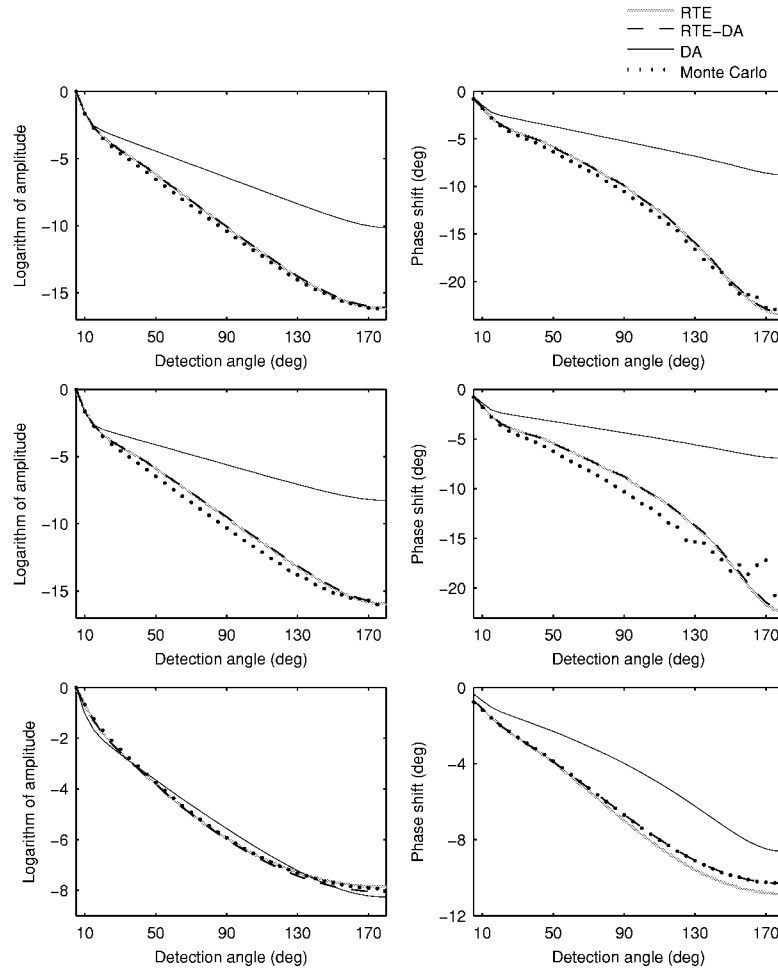 RTE
RTE-DA
DA
Monte Carlo
0
-5
-10
-15
Logarithm of amplitude
10 50 90 130 170
Detection angle (deg)
0
-5
-10
-15
-20
Phase shift (deg)
10 50 90 130 170
Detection angle (deg)
0
-5
-10
-15
Logarithm of amplitude
10 50 90 130 170
Detection angle (deg)
0
-5
-10
-15
-20
Phase shift (deg)
10 50 90 130 170
Detection angle (deg)
0
-2
-4
-6
-8
Logarithm of amplitude
10 50 90 130 170
Detection angle (deg)
0
-4
-8
-12
Phase shift (deg)
10 50 90 130 170
Detection angle (deg)